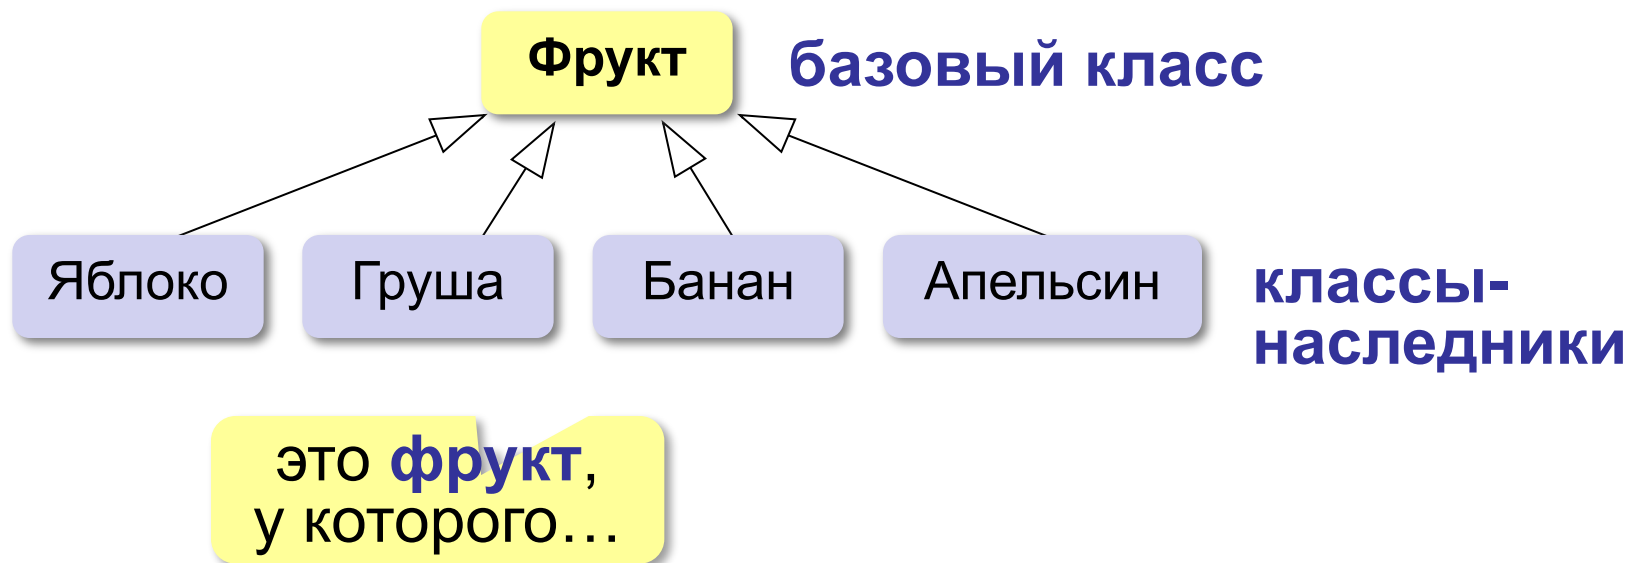 Фрукт
базовый класс
Яблоко
Груша
Банан
Апельсин
классы-
наследники
это фрукт,
у которого…